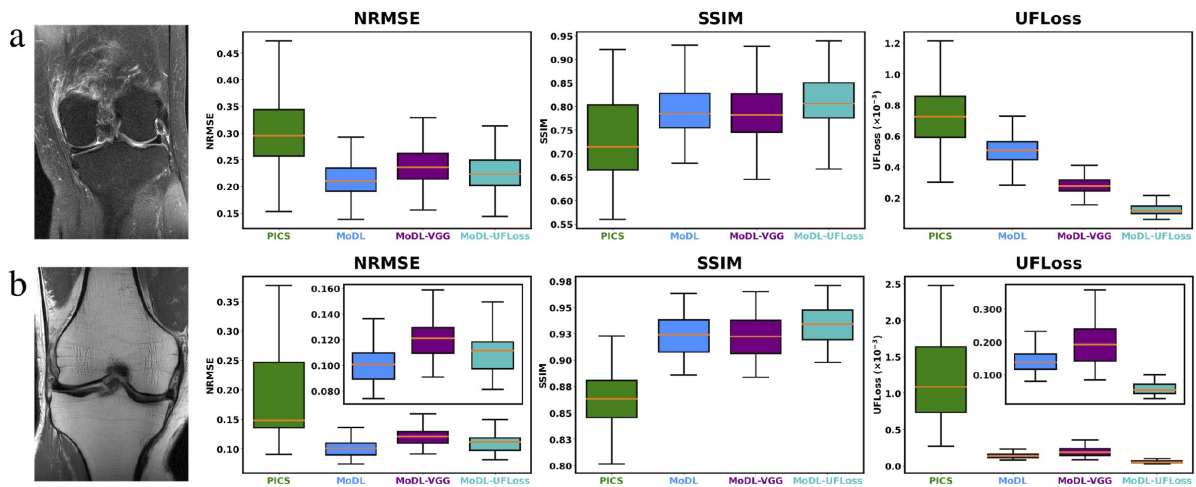 a
NRMSE
NRMSE
0.45
0.40
0.35
0.30
0.25
0.20
0.15
PICS MoDL MoDL-VGG MoDL-UFLoss
SSIM
SSIM
0.95
0.90
0.85
0.80
0.75
0.70
0.65
0.60
0.55
PICS MoDL MoDL-VGG MoDL-UFLoss
UFLoss
UFLoss (×10⁻³)
1.2
1.0
0.8
0.6
0.4
0.2
PICS MoDL MoDL-VGG MoDL-UFLoss
b
NRMSE
NRMSE
0.35
0.30
0.25
0.20
0.15
0.10
0.160
0.140
0.120
0.100
0.080
PICS MoDL MoDL-VGG MoDL-UFLoss
SSIM
SSIM
0.98
0.95
0.93
0.90
0.88
0.85
0.83
0.80
PICS MoDL MoDL-VGG MoDL-UFLoss
UFLoss
UFLoss (×10⁻³)
2.5
2.0
1.5
1.0
0.5
0.0
0.300
0.200
0.100
PICS MoDL MoDL-VGG MoDL-UFLoss